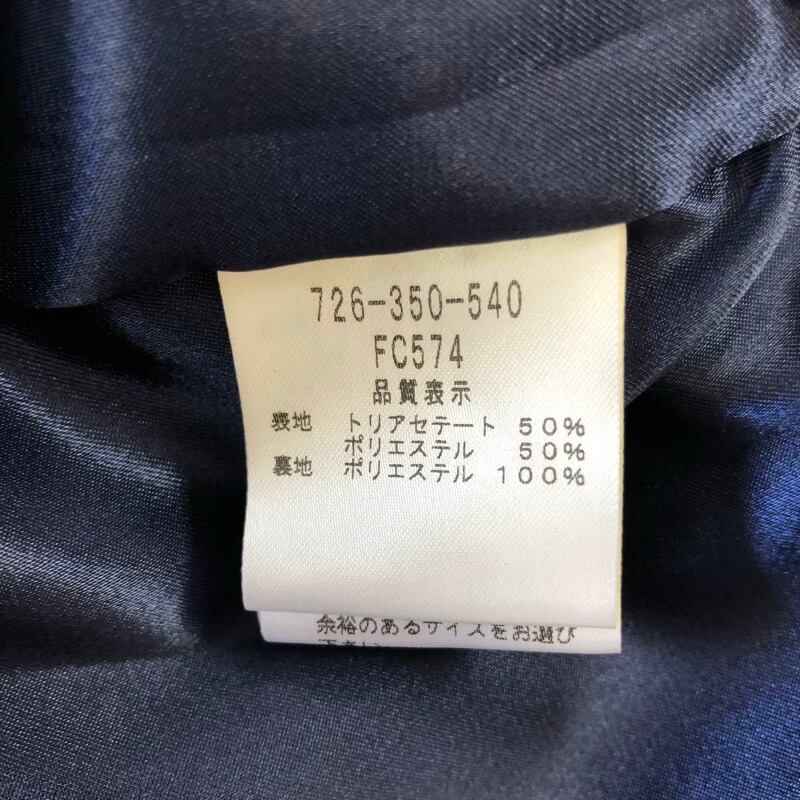 726-350-540
FC574
品質表示
表地 トリアセテート 50%
ポリエステル 50%
裏地 ポリエステル 100%
余裕のあるサイズをお選び